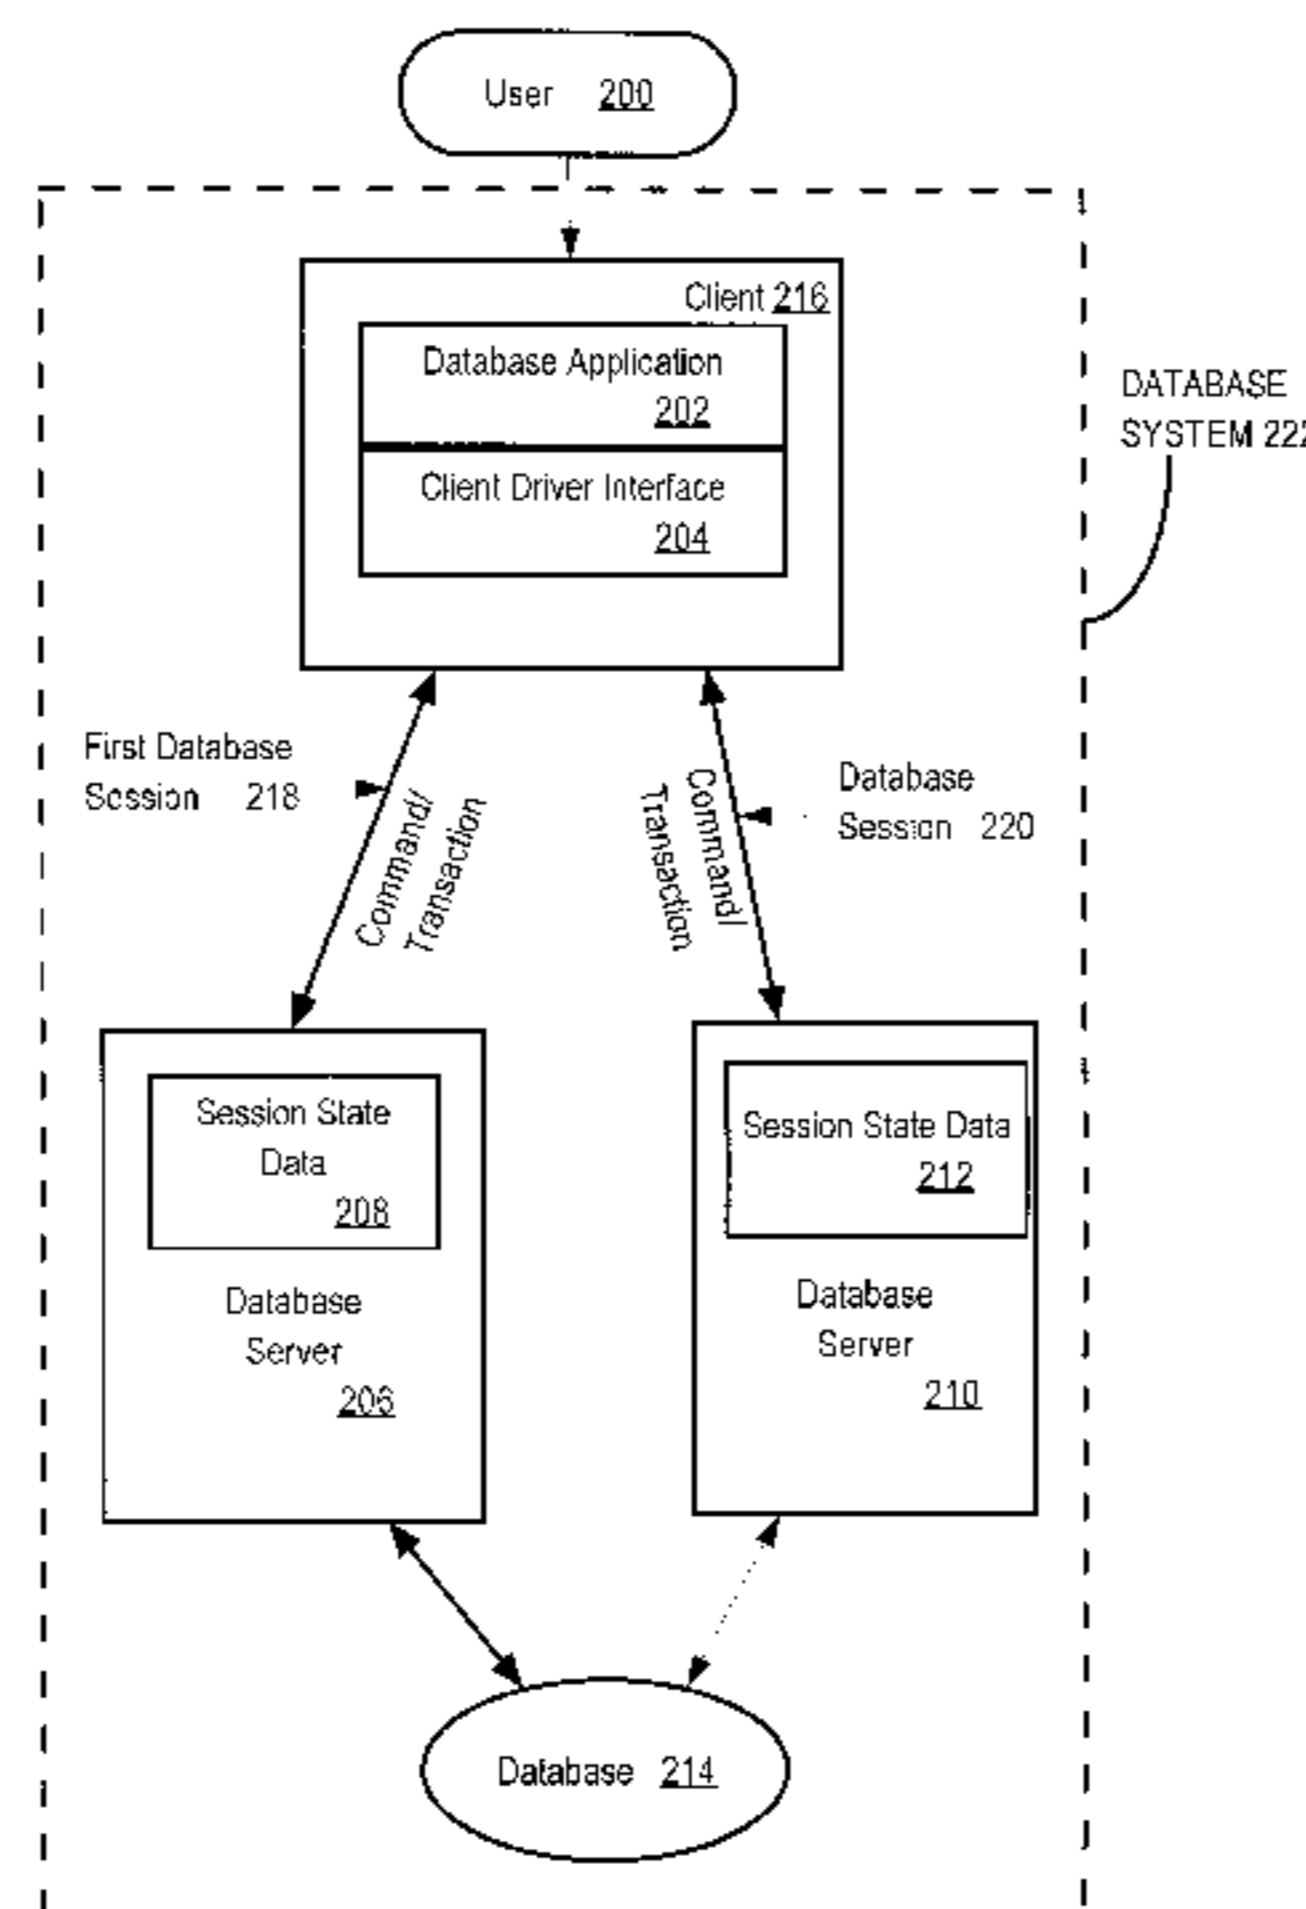 User 200
Client 216
Database Application
202
Client Driver Interface
204
DATABASE
SYSTEM 222
First Database
Session 218
Command/
Transaction
Command/
Transaction
Database
Session 220
Session State
Data
208
Database
Server
206
Session State Data
212
Database
Server
210
Database 214